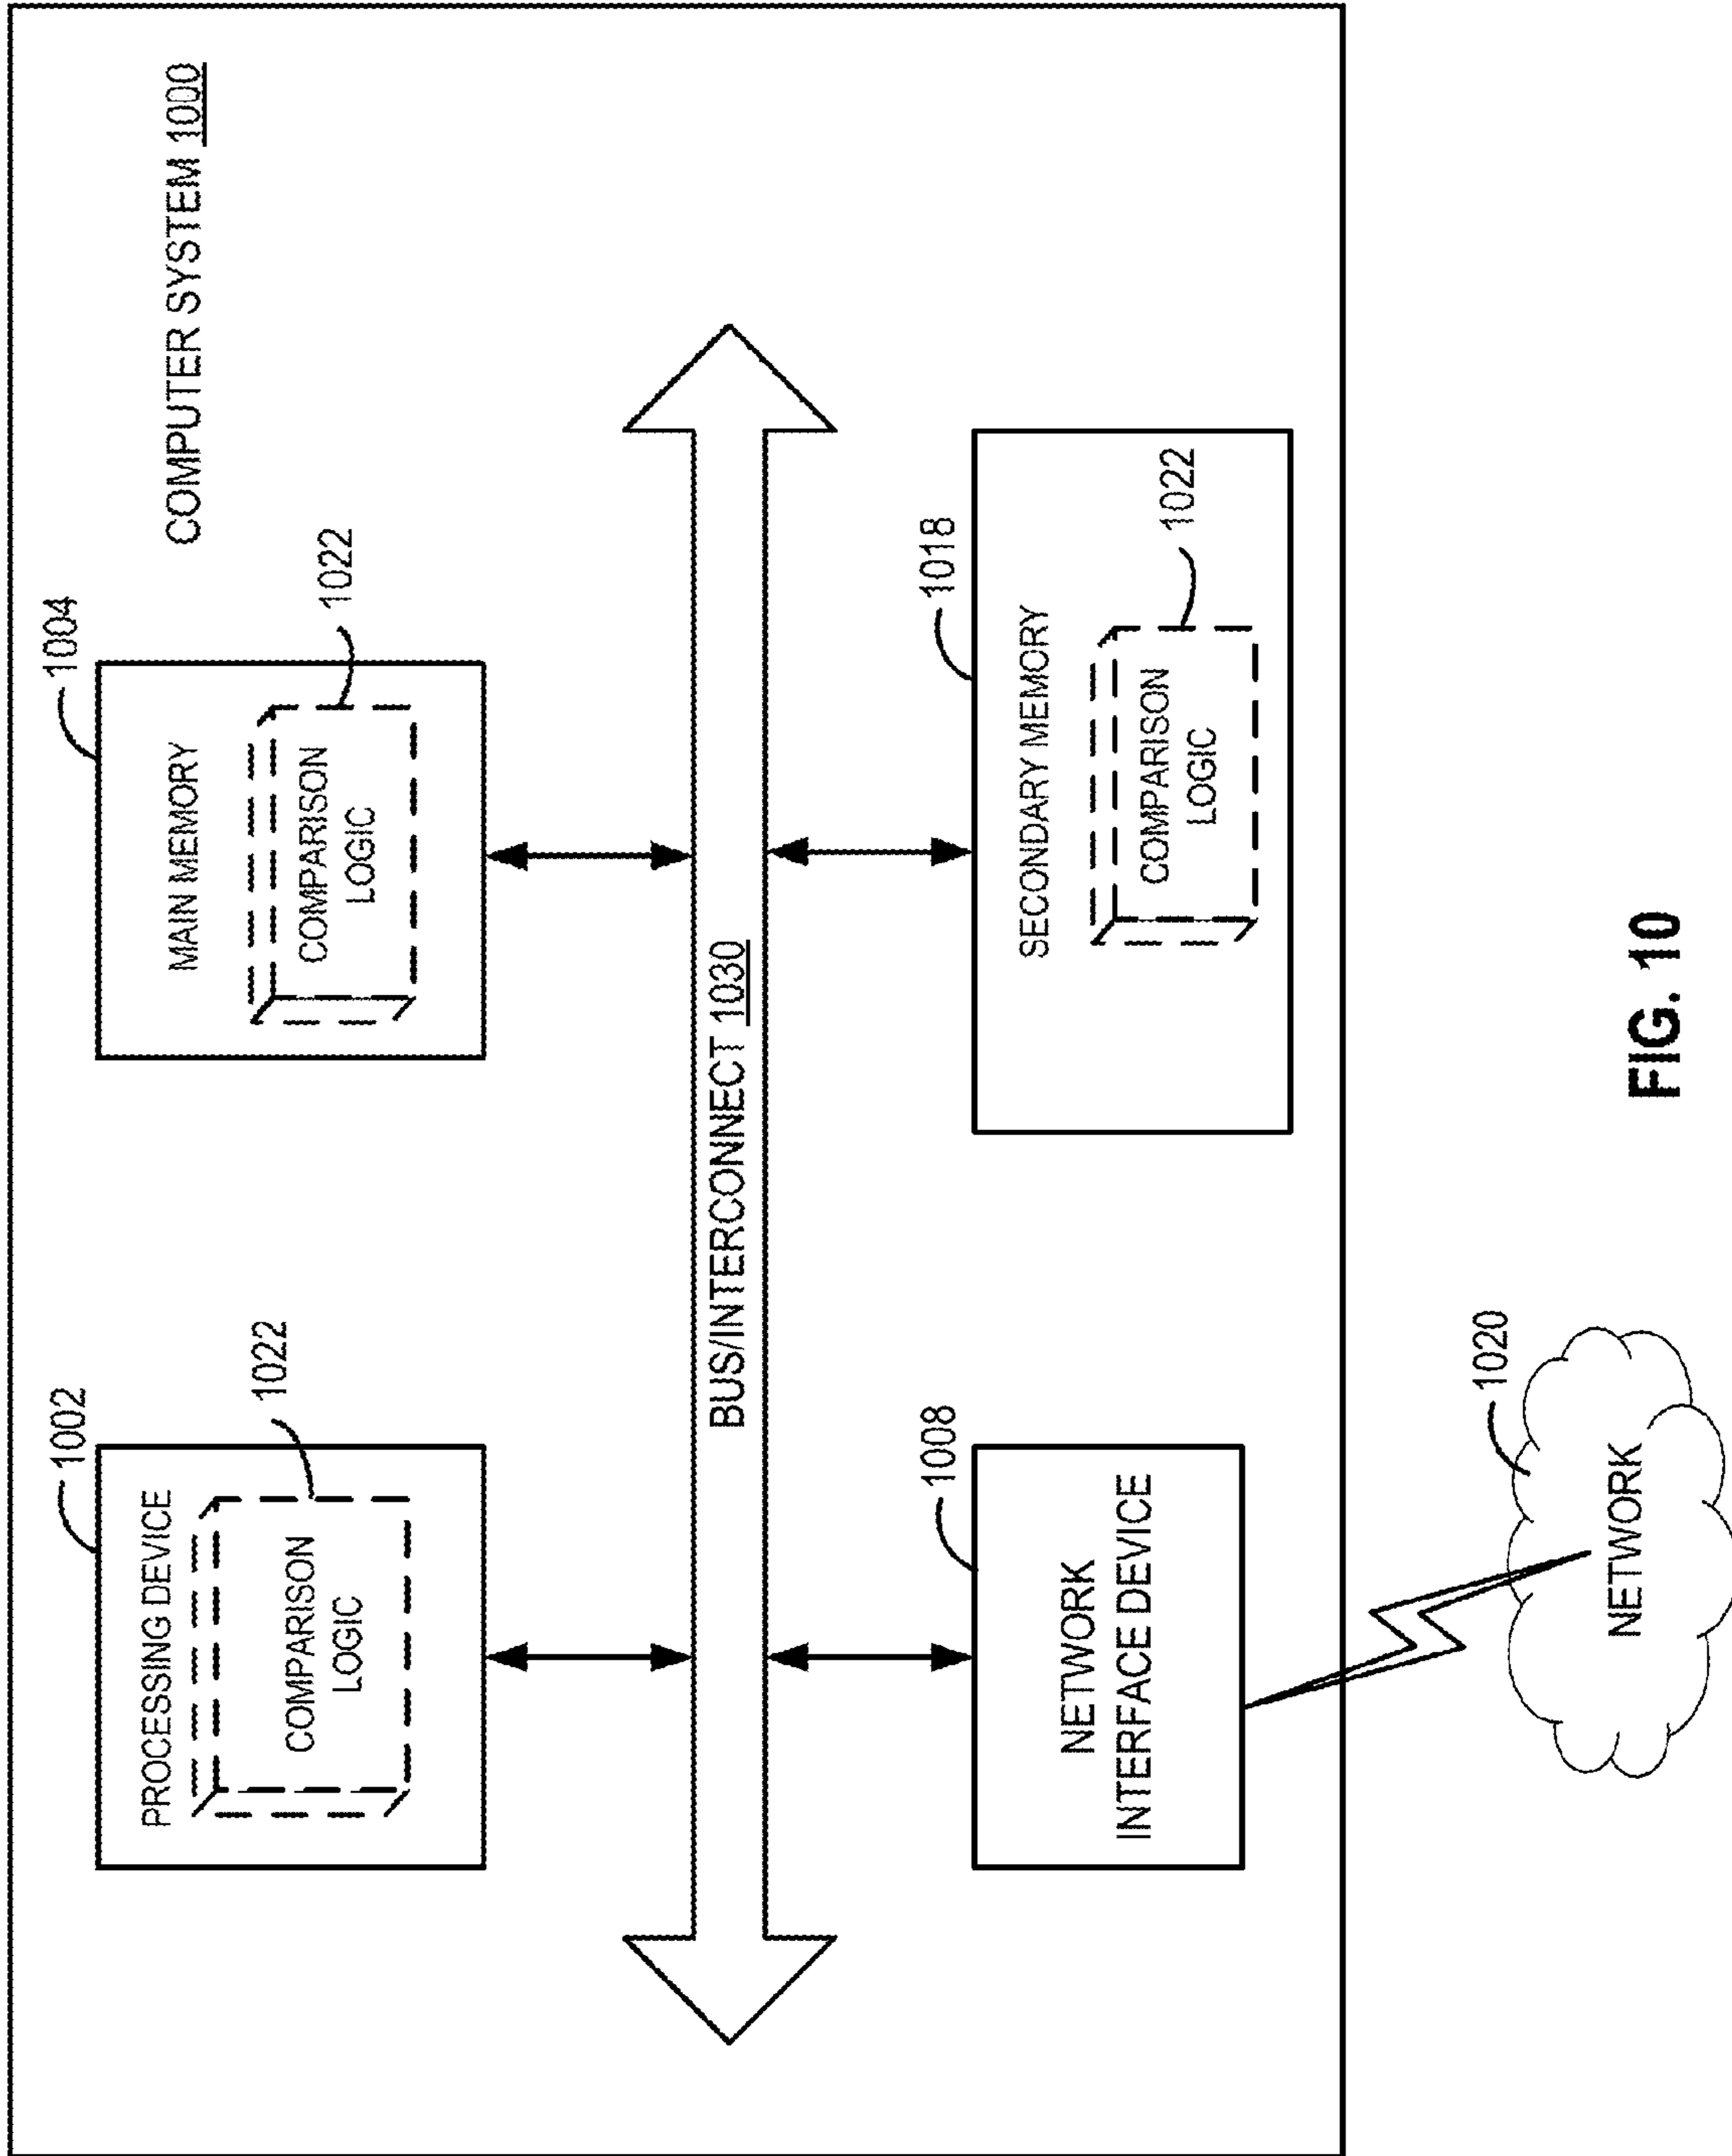 COMPUTER SYSTEM 1000
1002
PROCESSING DEVICE
COMPARISON
LOGIC
1022
1004
MAIN MEMORY
COMPARISON
LOGIC
1022
BUS/INTERCONNECT 1030
1008
NETWORK
INTERFACE DEVICE
1018
SECONDARY MEMORY
COMPARISON
LOGIC
1022
1020
NETWORK
FIG. 10